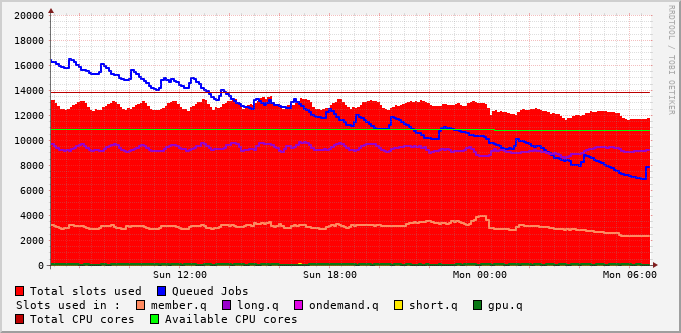 RRDTOOL / TOBI OETIKER
20000
18000
16000
14000
12000
10000
8000
6000
4000
2000
0
Sun 12:00 Sun 18:00 Mon 00:00 Mon 06:00
Total slots used Queued Jobs
Slots used in : member.q long.q ondemand.q short.q gpu.q
Total CPU cores Available CPU cores